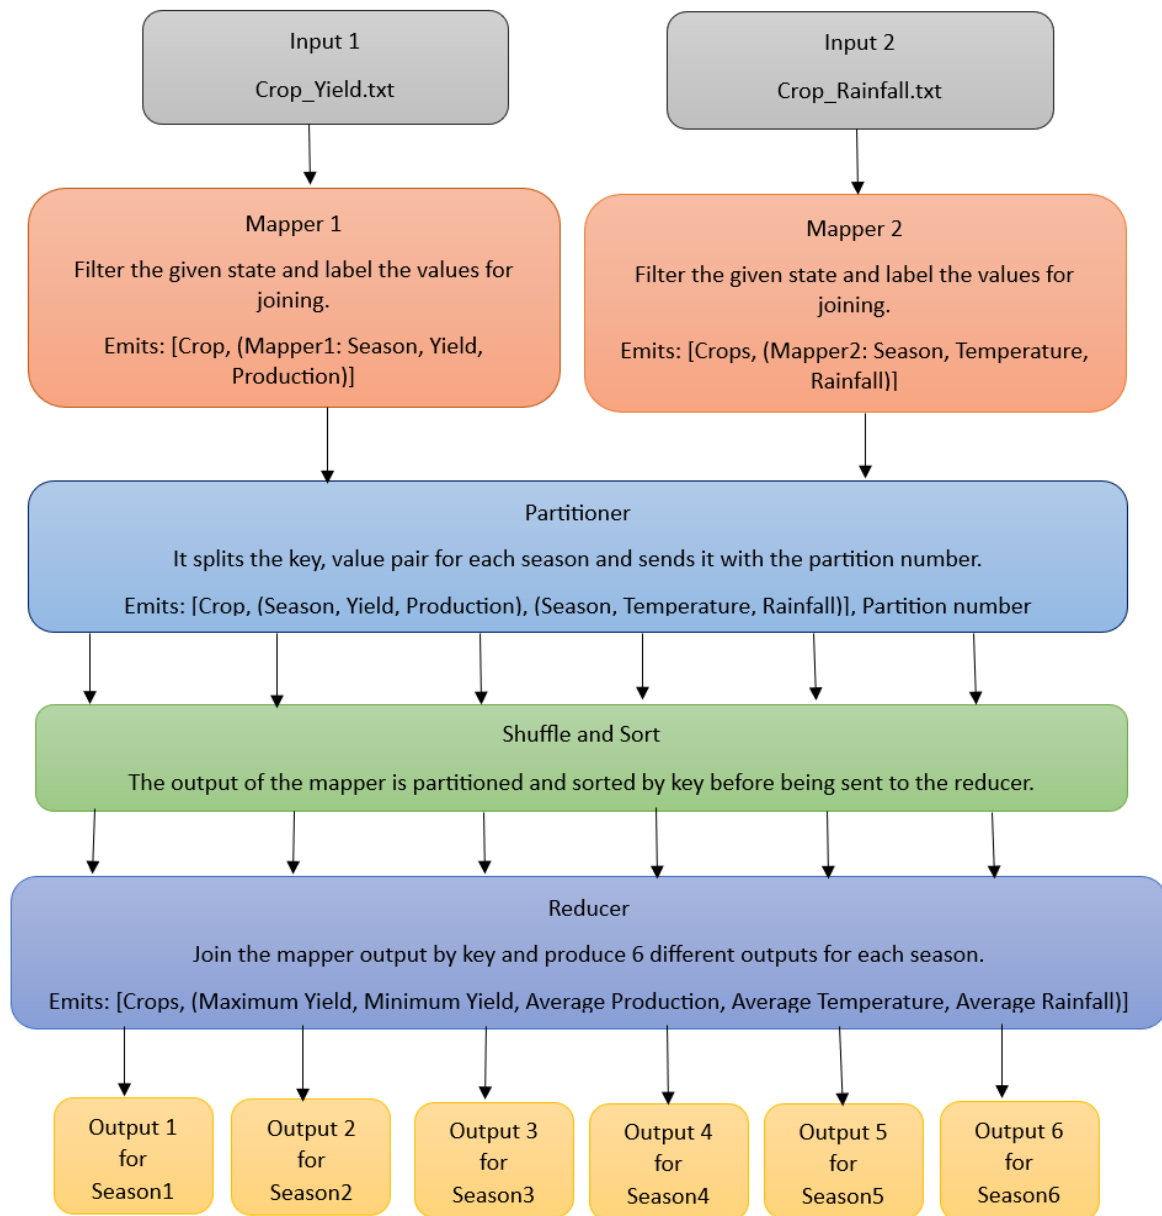 Input 1
Crop_Yield.txt
Input 2
Crop_Rainfall.txt
Mapper 1
Filter the given state and label the values for
joining.
Emits: [Crop, (Mapper1: Season, Yield,
Production)]
Mapper 2
Filter the given state and label the values for
joining.
Emits: [Crops, (Mapper2: Season, Temperature,
Rainfall)]
Partitioner
It splits the key, value pair for each season and sends it with the partition number.
Emits: [Crop, (Season, Yield, Production), (Season, Temperature, Rainfall)], Partition number
Shuffle and Sort
The output of the mapper is partitioned and sorted by key before being sent to the reducer.
Reducer
Join the mapper output by key and produce 6 different outputs for each season.
Emits: [Crops, (Maximum Yield, Minimum Yield, Average Production, Average Temperature, Average Rainfall)]
Output 1
for
Season1
Output 2
for
Season2
Output 3
for
Season3
Output 4
for
Season4
Output 5
for
Season5
Output 6
for
Season6